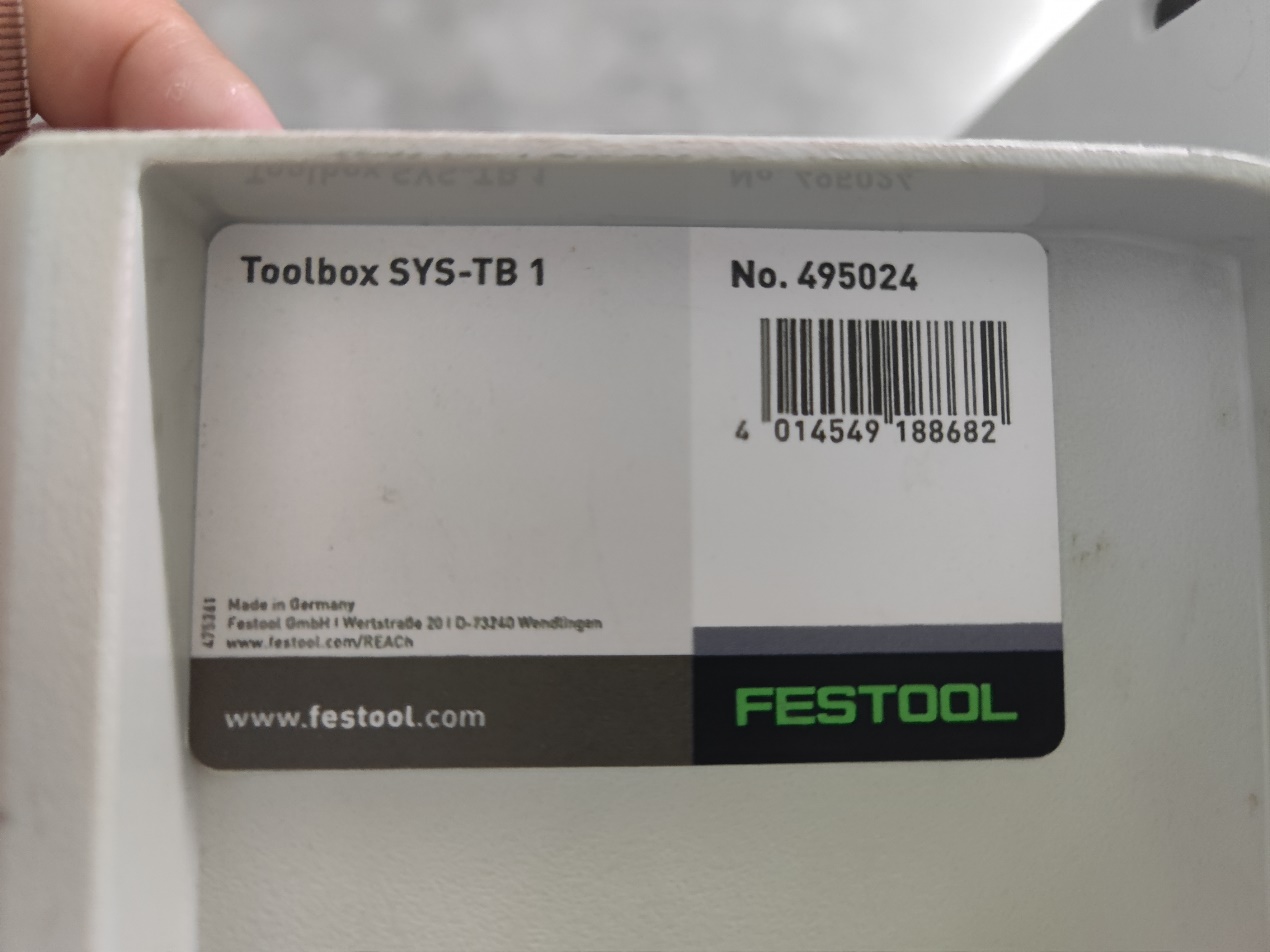 Toolbox SYS-TB 1
No. 495024
4 014549 188682
475361
Made in Germany
Festool GmbH I Wertstraße 20 I D-73240 Wendlingen
www.festool.com/REACh
www.festool.com
FESTOOL